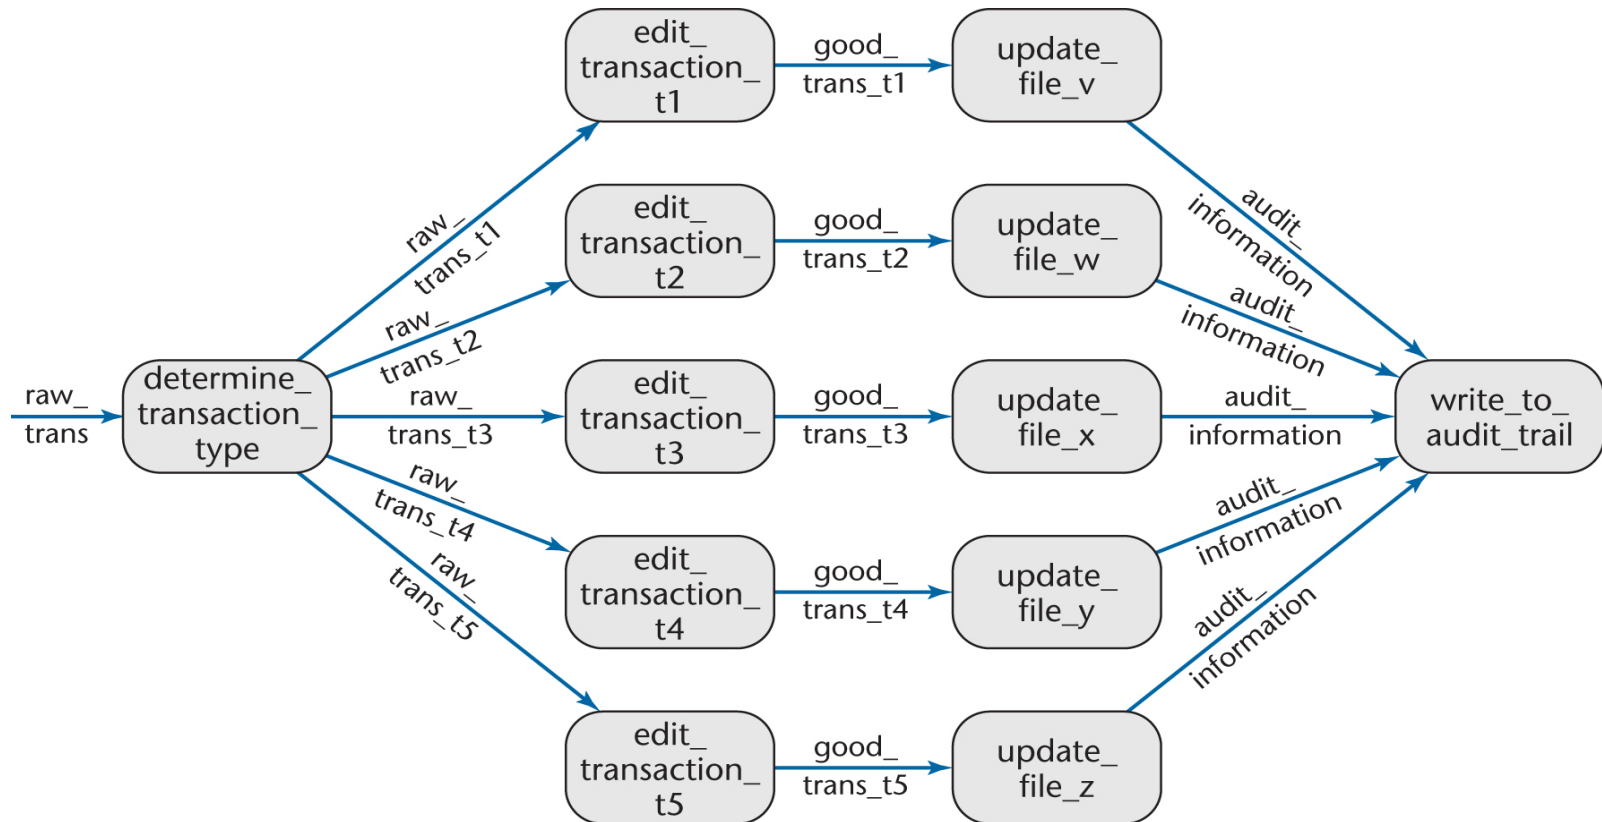 edit_
transaction_
t1
good_
trans_t1
update_
file_v
raw_
trans_t1
audit_
information
edit_
transaction_
t2
good_
trans_t2
update_
file_w
raw_
trans_t2
audit_
information
raw_
trans
determine_
transaction_
type
raw_
trans_t3
edit_
transaction_
t3
good_
trans_t3
update_
file_x
audit_
information
write_to_
audit_trail
raw_
trans_t4
edit_
transaction_
t4
good_
trans_t4
update_
file_y
audit_
information
raw_
trans_t5
edit_
transaction_
t5
good_
trans_t5
update_
file_z
audit_
information